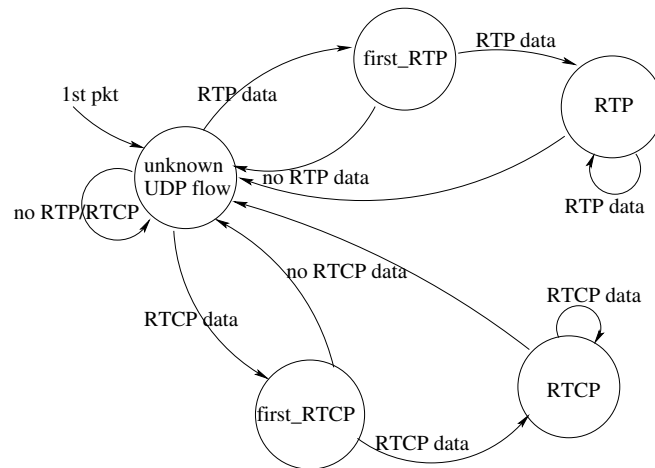 first_RTP
RTP data
1st pkt
RTP data
RTP
unknown
UDP flow
no RTP data
no RTP/RTCP
RTP data
no RTCP data
RTCP data
RTCP data
RTCP
first_RTCP
RTCP data